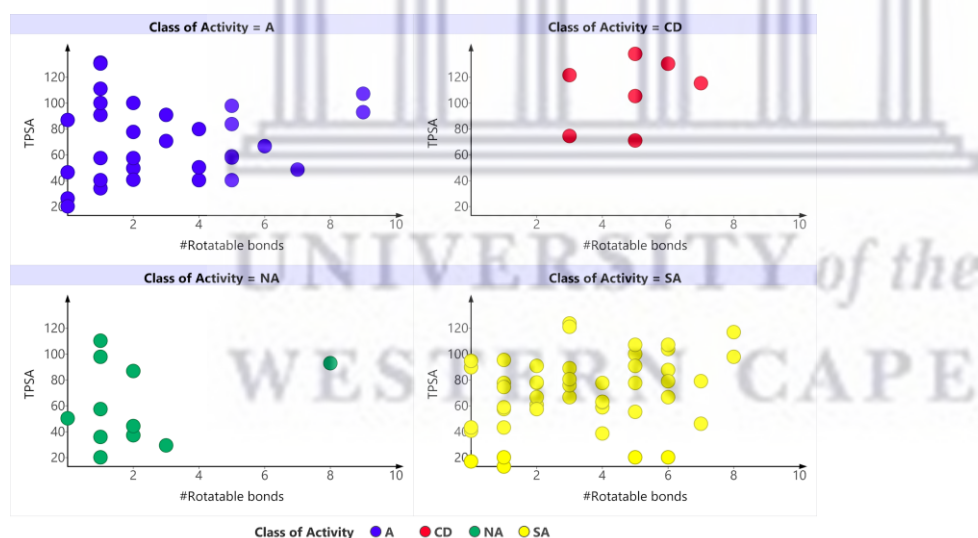 Class of Activity = A
TPSA
120
100
80
60
40
20
2 4 6 8 10
#Rotatable bonds
Class of Activity = CD
TPSA
120
100
80
60
40
20
2 4 6 8 10
#Rotatable bonds
Class of Activity = NA
TPSA
120
100
80
60
40
20
2 4 6 8 10
#Rotatable bonds
Class of Activity = SA
TPSA
120
100
80
60
40
20
2 4 6 8 10
#Rotatable bonds
UNIVERSITY of the
WESTERN CAPE
Class of Activity A CD NA SA